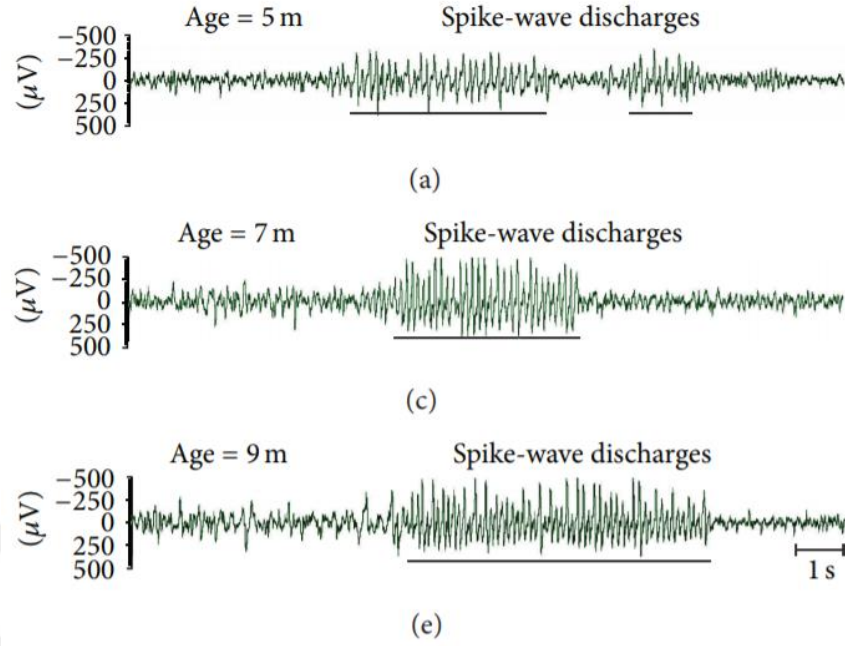 Age = 5 m Spike-wave discharges
−500
−250
0
250
500
(μV)
(a)
Age = 7 m Spike-wave discharges
−500
−250
0
250
500
(μV)
(c)
Age = 9 m Spike-wave discharges
−500
−250
0
250
500
(μV)
1 s
(e)